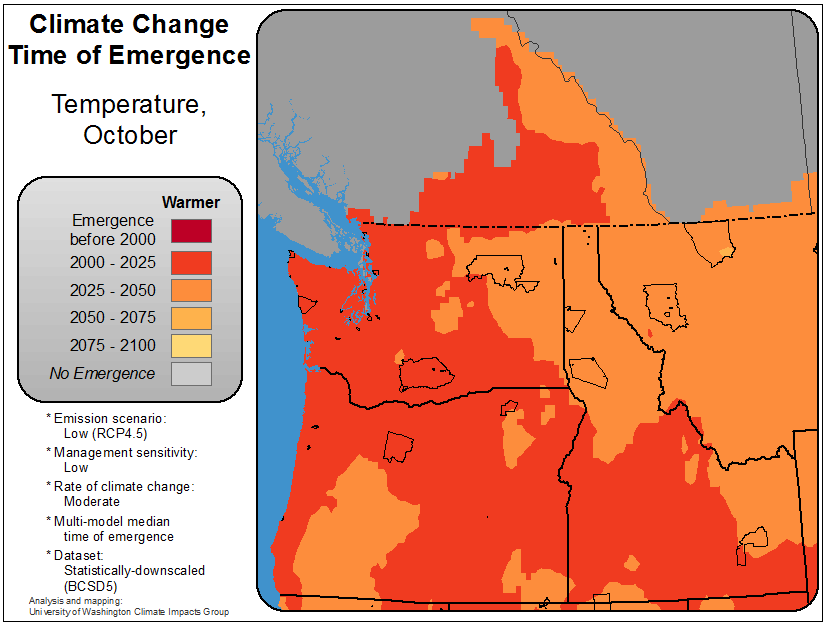 Climate Change
Time of Emergence
Temperature,
October
Warmer
Emergence
before 2000
2000 - 2025
2025 - 2050
2050 - 2075
2075 - 2100
No Emergence
* Emission scenario:
Low (RCP4.5)
* Management sensitivity:
Low
* Rate of climate change:
Moderate
* Multi-model median
time of emergence
* Dataset:
Statistically-downscaled
(BCSD5)
Analysis and mapping:
University of Washington Climate Impacts Group